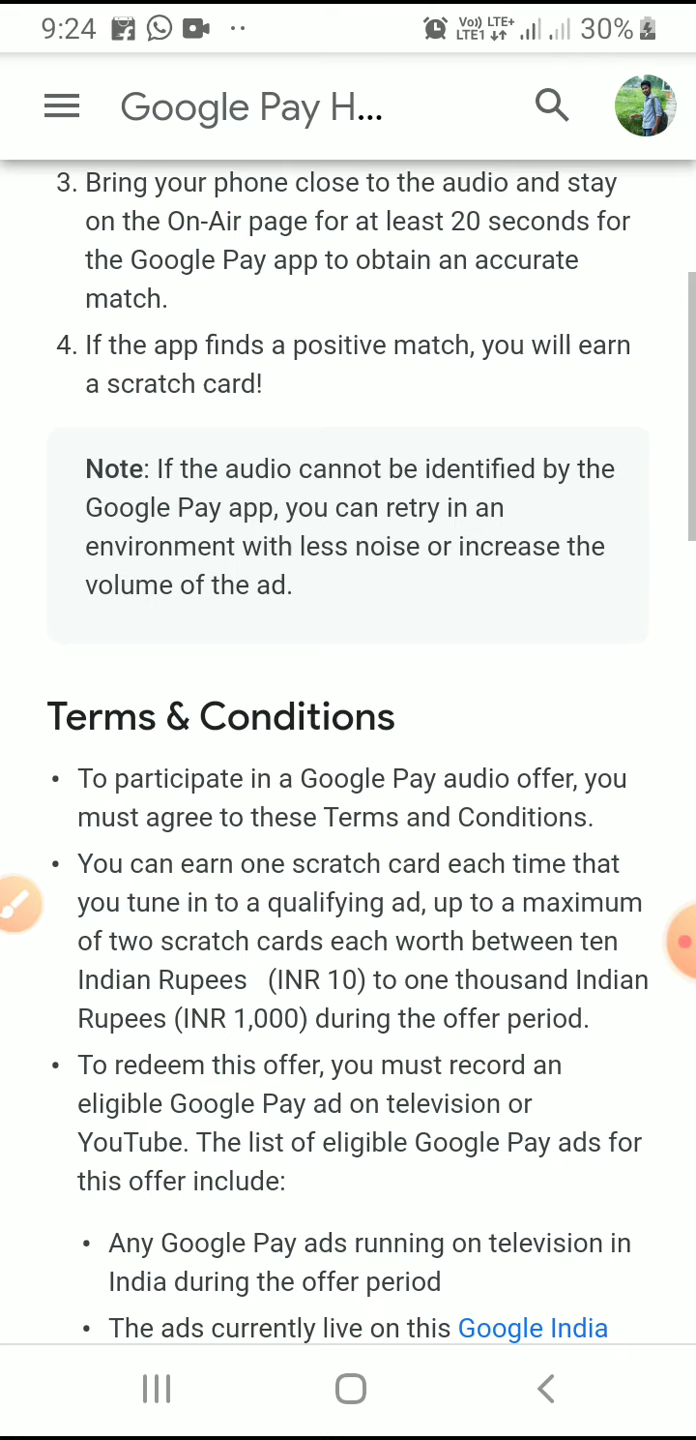 9:24
Vo)) LTE+
LTE1
30%
Google Pay H...
3. Bring your phone close to the audio and stay
on the On-Air page for at least 20 seconds for
the Google Pay app to obtain an accurate
match.
4. If the app finds a positive match, you will earn
a scratch card!
Note: If the audio cannot be identified by the
Google Pay app, you can retry in an
environment with less noise or increase the
volume of the ad.
Terms & Conditions
• To participate in a Google Pay audio offer, you
must agree to these Terms and Conditions.
• You can earn one scratch card each time that
you tune in to a qualifying ad, up to a maximum
of two scratch cards each worth between ten
Indian Rupees   (INR 10) to one thousand Indian
Rupees (INR 1,000) during the offer period.
• To redeem this offer, you must record an
eligible Google Pay ad on television or
YouTube. The list of eligible Google Pay ads for
this offer include:
• Any Google Pay ads running on television in
India during the offer period
• The ads currently live on this Google India